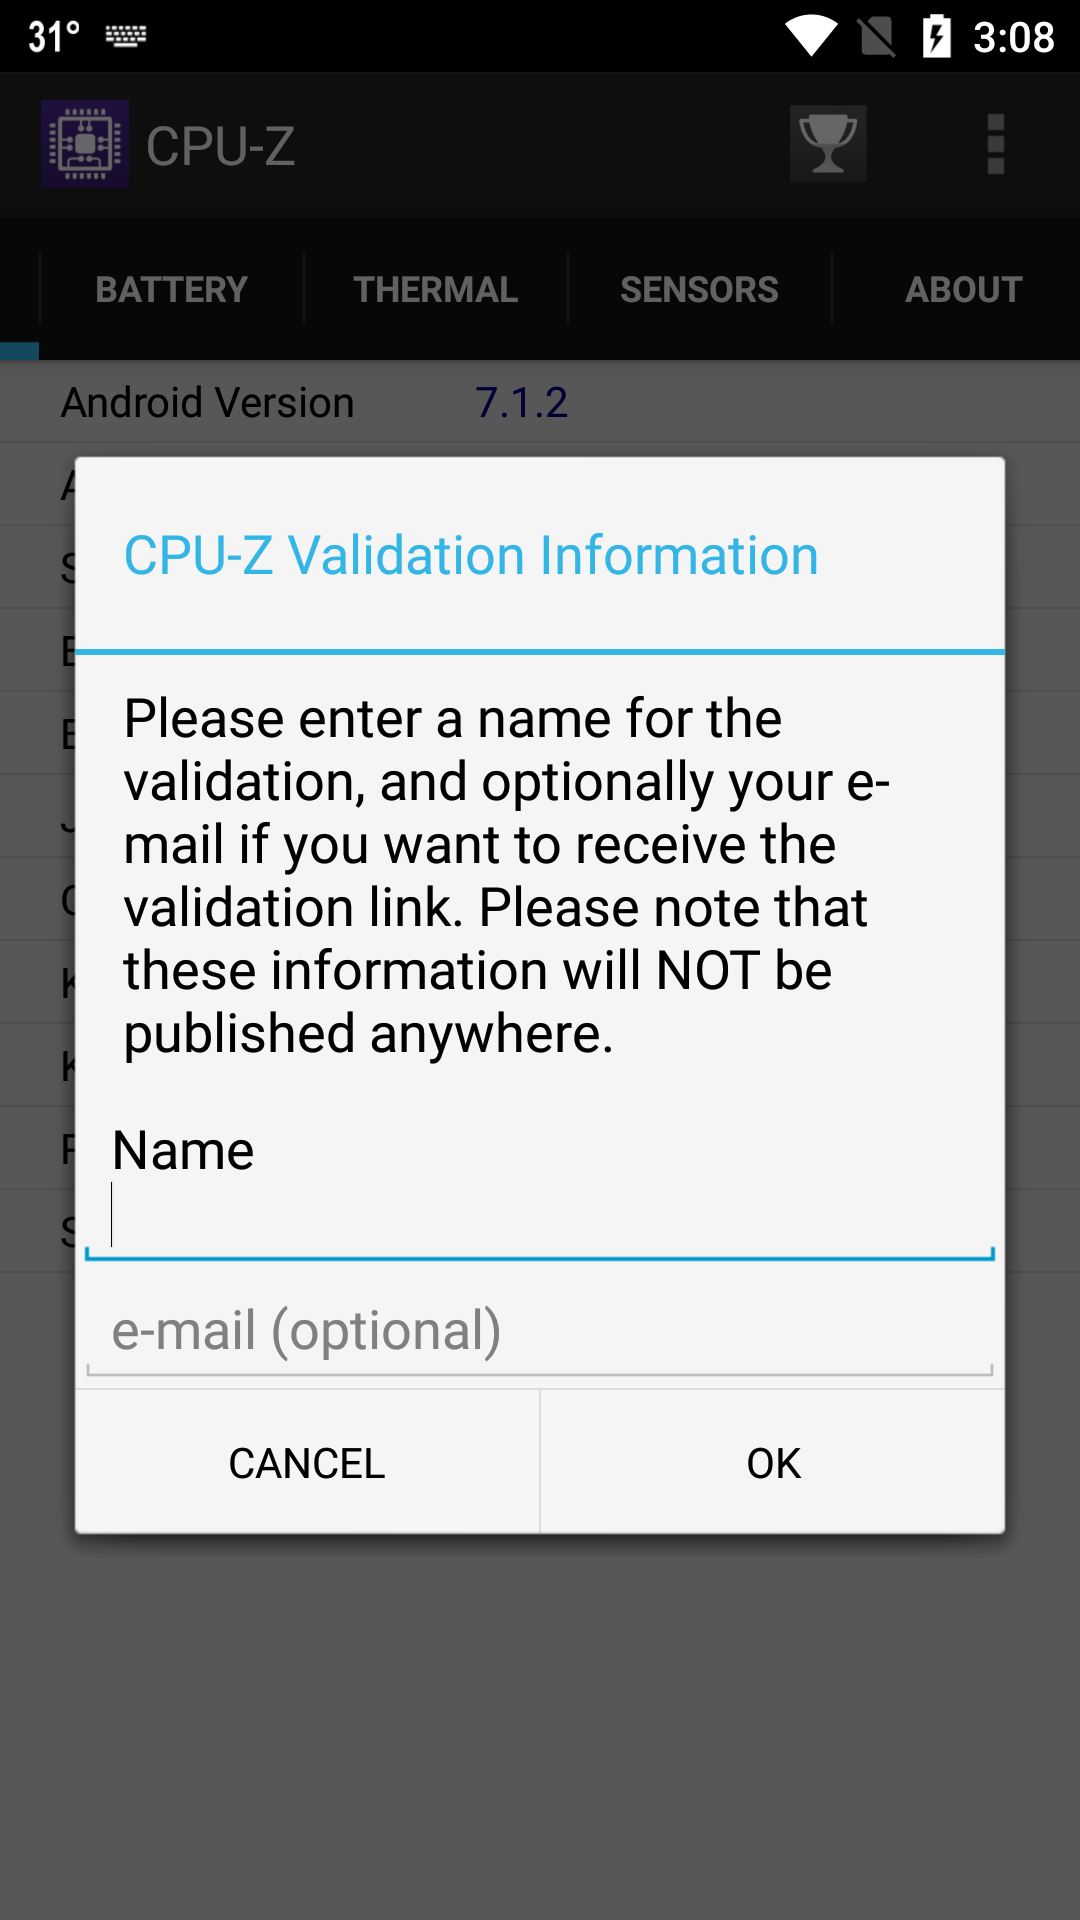 31° 3:08
CPU-Z
BATTERY THERMAL SENSORS ABOUT
Android Version 7.1.2
CPU-Z Validation Information
Please enter a name for the
validation, and optionally your e-
mail if you want to receive the
validation link. Please note that
these information will NOT be
published anywhere.
Name
e-mail (optional)
CANCEL OK